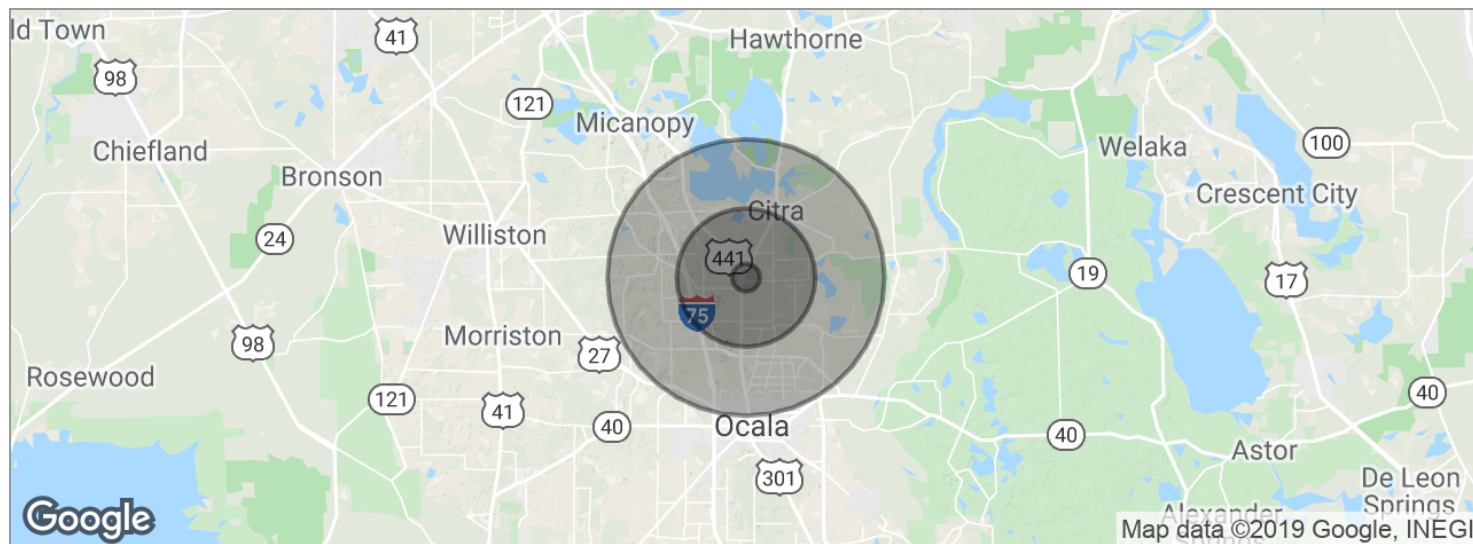 ld Town
41
Hawthorne
98
121
Micanopy
Chiefland
Welaka
100
Bronson
Crescent City
Citra
24
Williston
441
19
17
75
98
Morriston
27
Rosewood
121
41
40
Ocala
40
40
Astor
301
De Leon
Springs
Google
Alexander
Springs
Map data ©2019 Google, INEGI